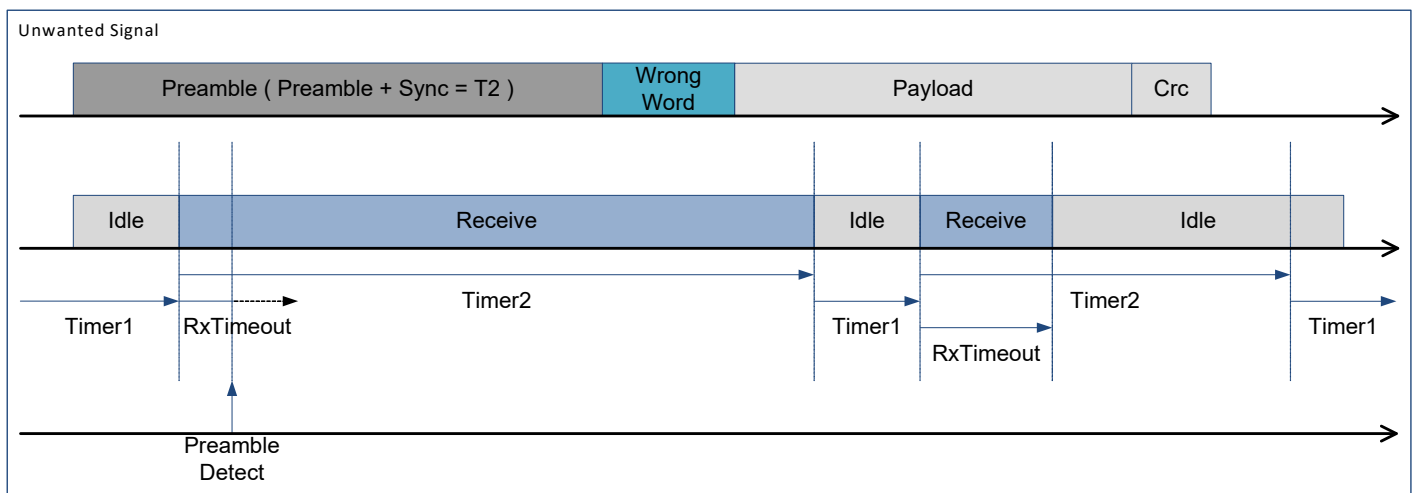 Unwanted Signal
Preamble ( Preamble + Sync = T2 )
Wrong
Word
Payload
Crc
Idle
Receive
Idle
Receive
Idle
Timer2
Timer2
Timer1
RxTimeout
Timer1
Timer1
RxTimeout
Preamble
Detect